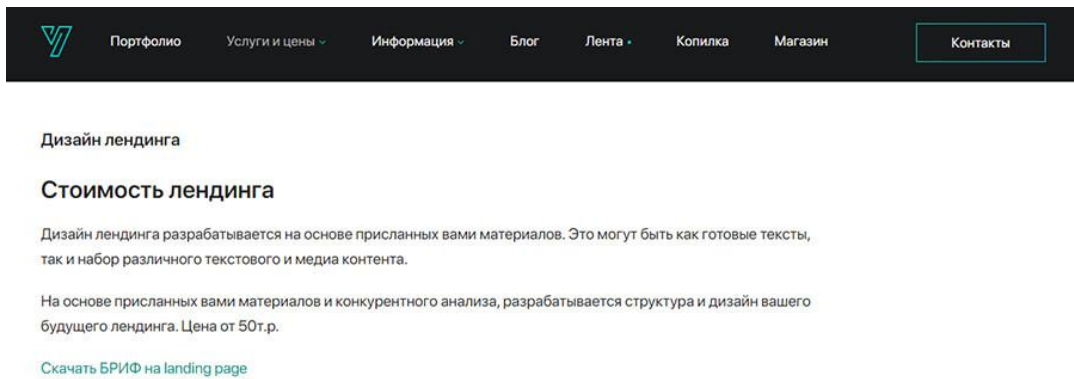 Портфолио Услуги и цены Информация Блог Лента Копилка Магазин Контакты
Дизайн лендинга
Стоимость лендинга
Дизайн лендинга разрабатывается на основе присланных вами материалов. Это могут быть как готовые тексты,
так и набор различного текстового и медиа контента.
На основе присланных вами материалов и конкурентного анализа, разрабатывается структура и дизайн вашего
будущего лендинга. Цена от 50т.р.
Скачать БРИФ на landing page